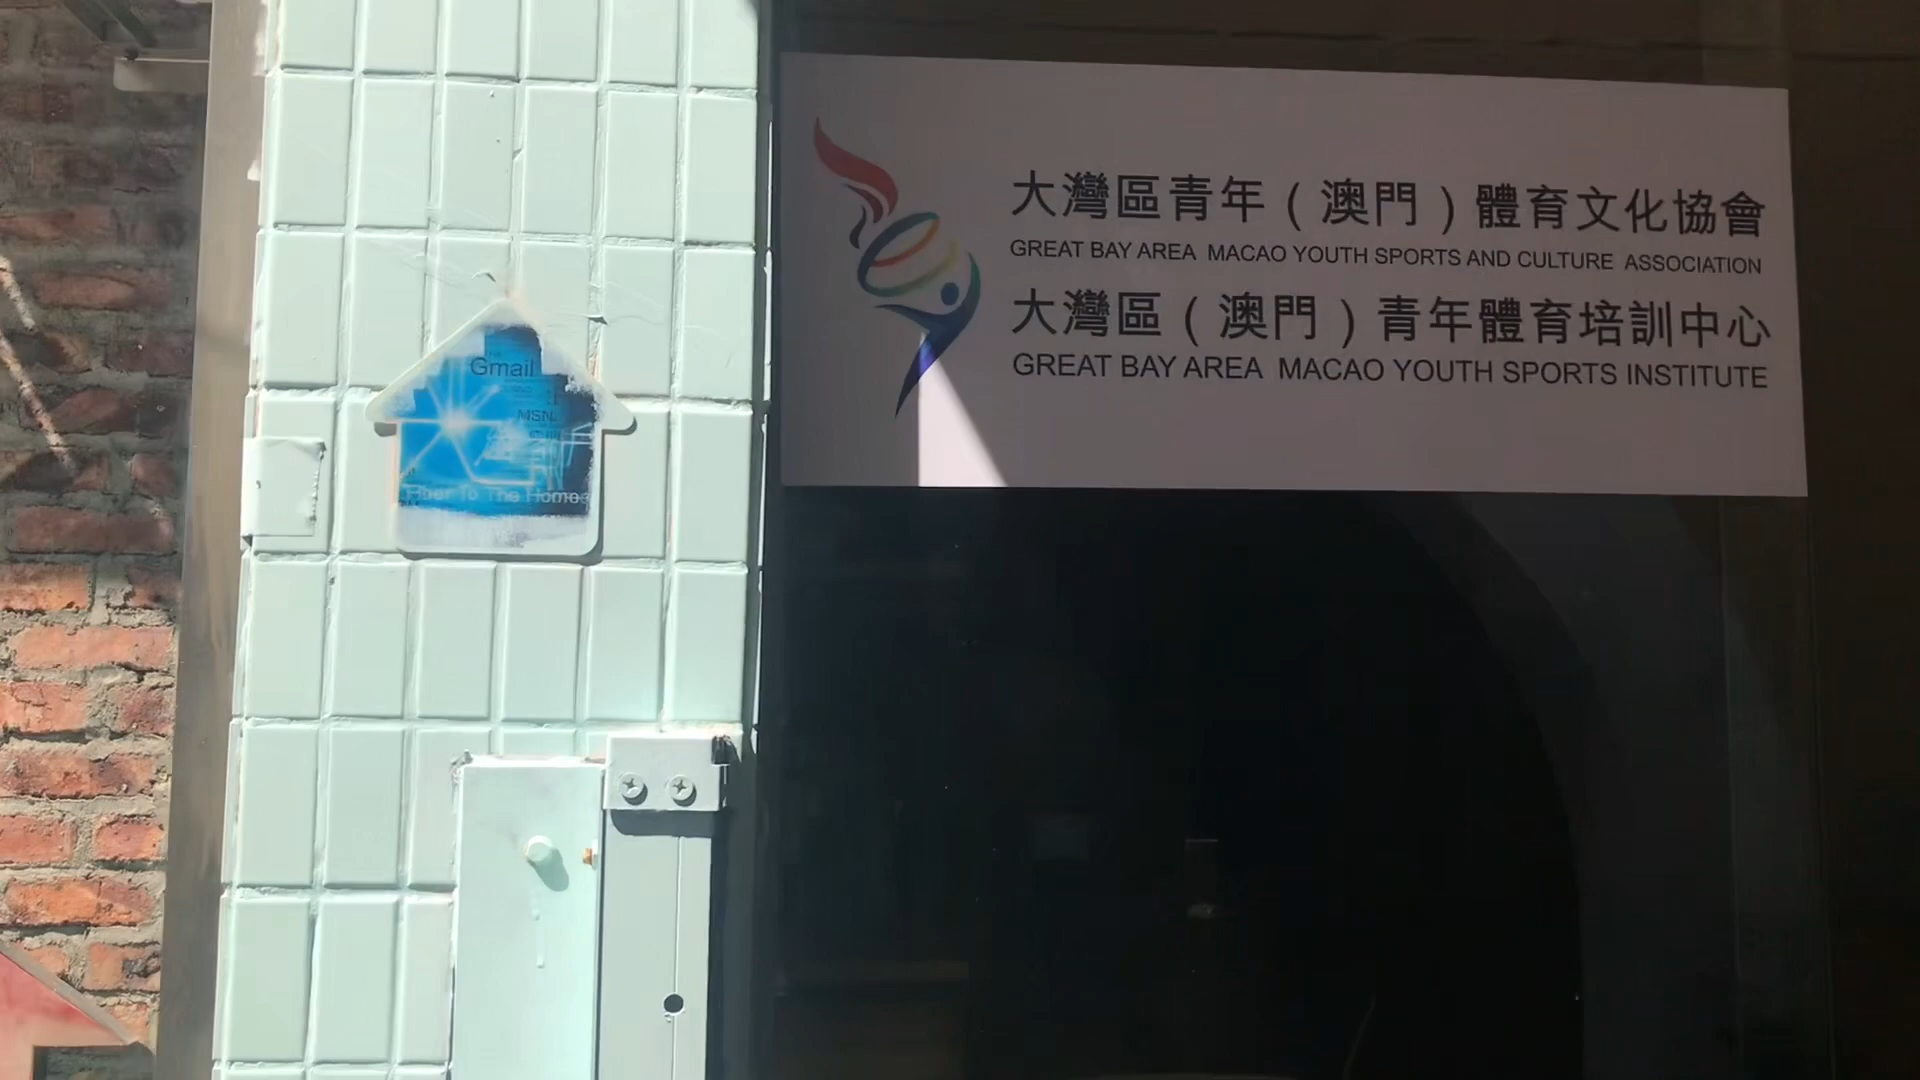 Gmail
MSN
Fiber To The Home
大灣區青年（澳門）體育文化協會
GREAT BAY AREA MACAO YOUTH SPORTS AND CULTURE ASSOCIATION
大灣區（澳門）青年體育培訓中心
GREAT BAY AREA MACAO YOUTH SPORTS INSTITUTE